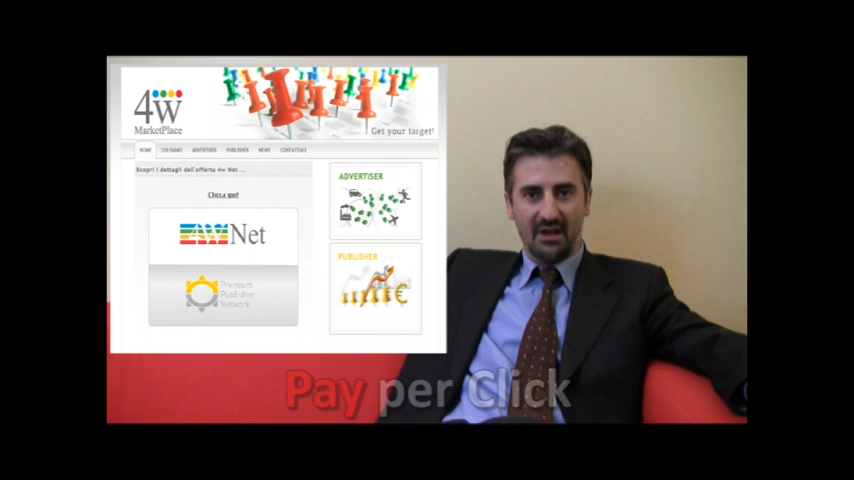 4w
MarketPlace
Get your target!
HOME CHI SIAMO ADVERTISER PUBLISHER NEWS CONTATTACI
Scopri i dettagli dell'offerta 4w Net ...
Clicca qui!
4W Net
Premium
Publisher
Network
ADVERTISER
PUBLISHER
€
Pay per Click